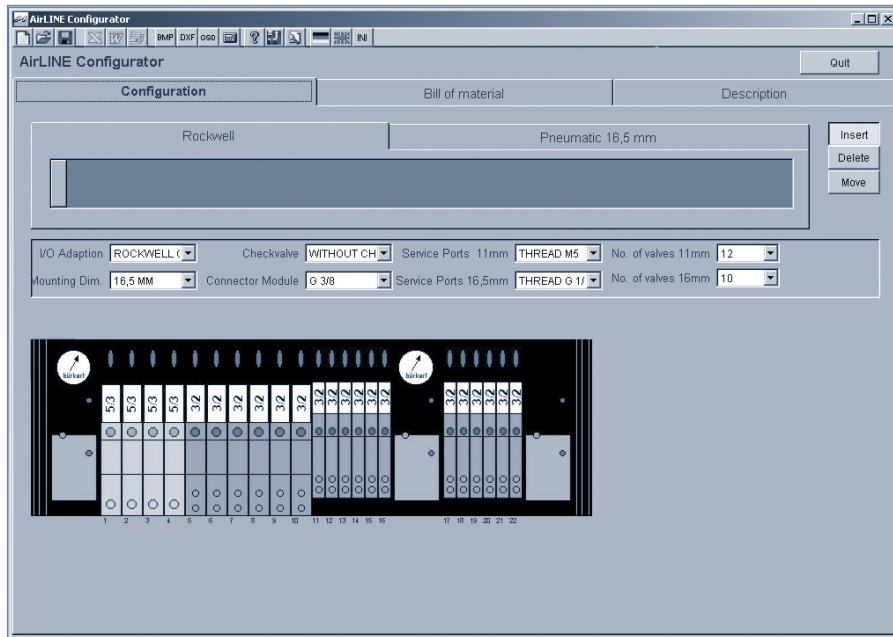 AirLINE Configurator
BMP DXF GSD INI
AirLINE Configurator
Quit
Configuration Bill of material Description
Rockwell Pneumatic 16,5 mm
Insert
Delete
Move
I/O Adaption ROCKWELL ( Checkvalve WITHOUT CH Service Ports 11mm THREAD M5 No. of valves 11mm 12
Mounting Dim. 16,5 MM Connector Module G 3/8 Service Ports 16,5mm THREAD G 1/ No. of valves 16mm 10
bürkert bürkert
5/3 5/3 5/3 5/3 3/2 3/2 3/2 3/2 3/2 3/2 3/2 3/2 3/2 3/2 3/2 3/2 3/2 3/2 3/2 3/2 3/2 3/2
1 2 3 4 5 6 7 8 9 10 11 12 13 14 15 16 17 18 19 20 21 22